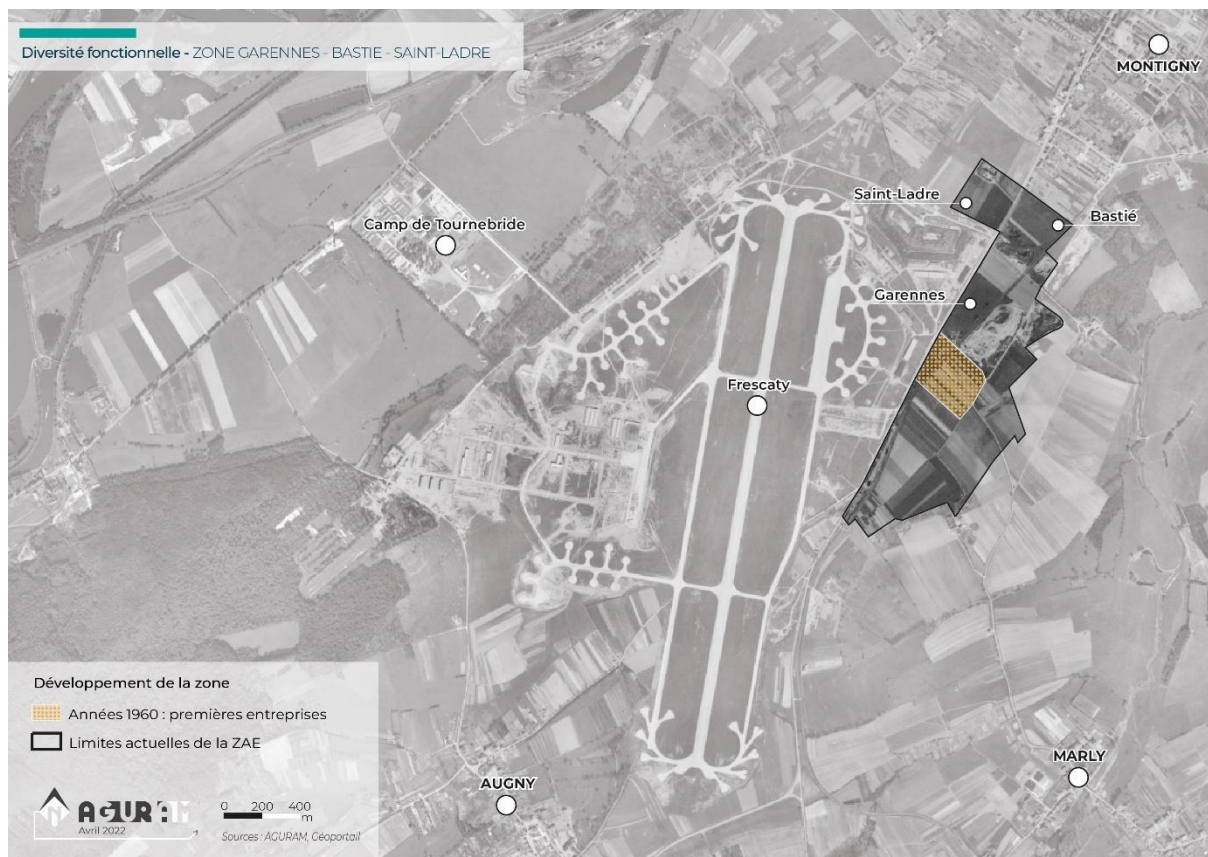 Diversité fonctionnelle - ZONE GARENNES - BASTIE - SAINT-LADRE
MONTIGNY
Saint-Ladre
Bastié
Camp de Tournebride
Garennes
Frescaty
Développement de la zone
Années 1960 : premières entreprises
Limites actuelles de la ZAE
MARLY
AUGNY
AGURAM
Avril 2022
0 200 400
m
Sources : AGURAM, Géoportail